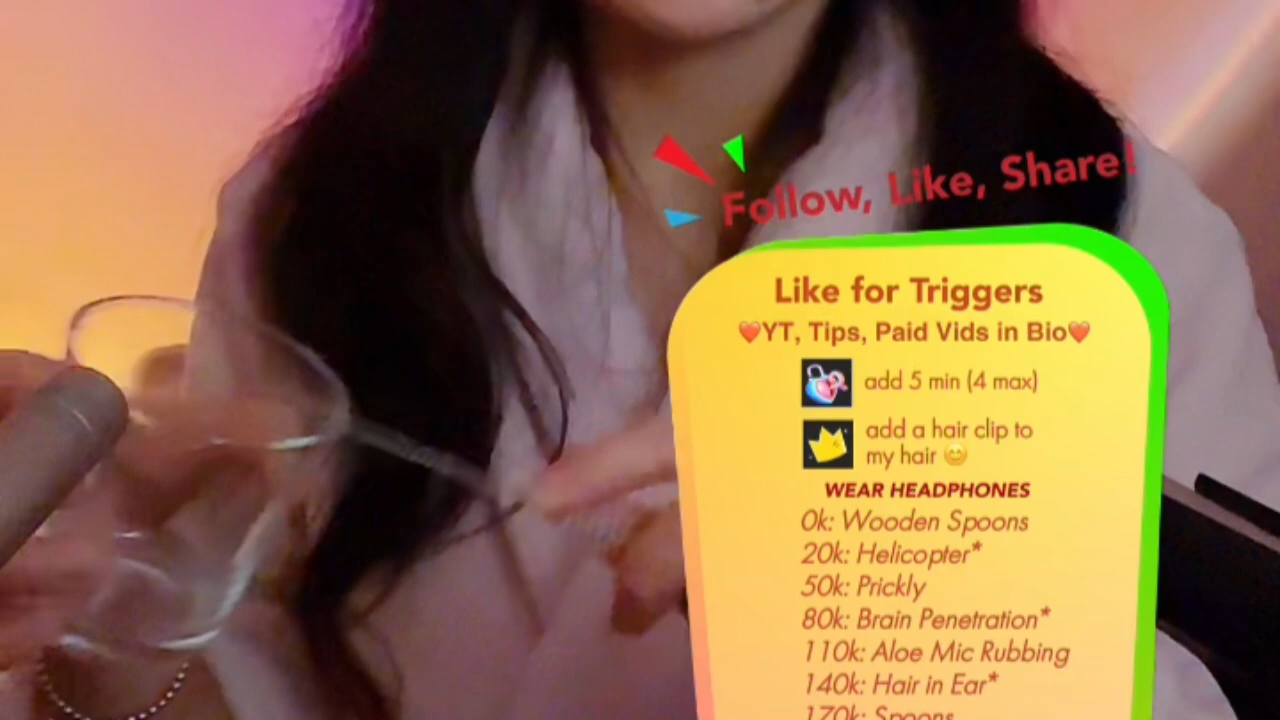 Follow, Like, Share!
Like for Triggers
❤️YT, Tips, Paid Vids in Bio❤️
add 5 min (4 max)
add a hair clip to
my hair 😊
WEAR HEADPHONES
0k: Wooden Spoons
20k: Helicopter*
50k: Prickly
80k: Brain Penetration*
110k: Aloe Mic Rubbing
140k: Hair in Ear*
170k: Spoons